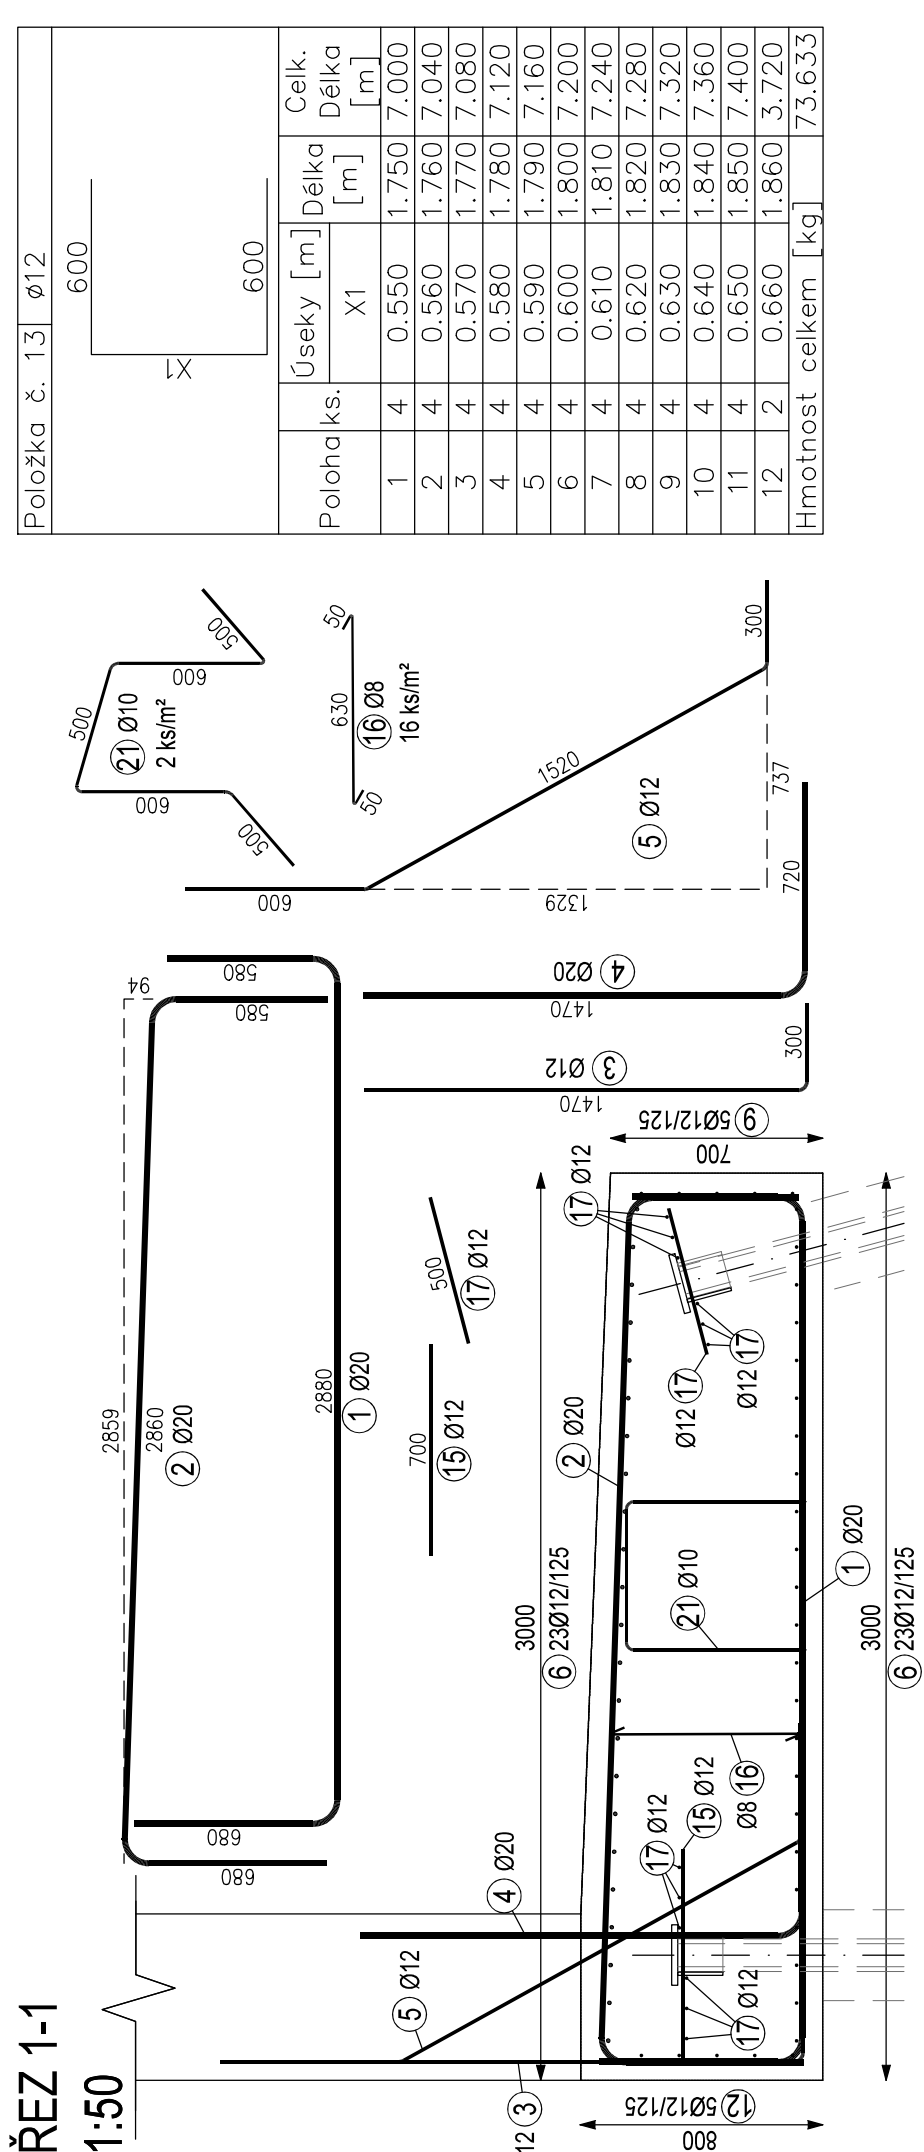 ŘEZ 1-1
1:50
Položka č. 13 ø12
600
600
X1
Poloha ks. Úseky [m] Délka [m] Celk. Délka [m]
X1
1 4 0.550 1.750 7.000
2 4 0.560 1.760 7.040
3 4 0.570 1.770 7.080
4 4 0.580 1.780 7.120
5 4 0.590 1.790 7.160
6 4 0.600 1.800 7.200
7 4 0.610 1.810 7.240
8 4 0.620 1.820 7.280
9 4 0.630 1.830 7.320
10 4 0.640 1.840 7.360
11 4 0.650 1.850 7.400
12 2 0.660 1.860 3.720
Hmotnost celkem [kg] 73.633
500
600
500
600
500
21 Ø10
2 ks/m²
50
630
50
16 Ø8
16 ks/m²
600
1520
300
1329
737
5 Ø12
94
2859
2860
2 Ø20
580
680
580
680
2880
1 Ø20
1470
4 Ø20
720
1470
3 Ø12
300
700
15 Ø12
500
17 Ø12
3000
6 23Ø12/125
700
9 5Ø12/125
17 Ø12
Ø12 17
Ø12 17
2 Ø20
21 Ø10
1 Ø20
3000
6 23Ø12/125
Ø8 16
15 Ø12
17 Ø12
4 Ø20
5 Ø12
17 Ø12
12 3
12 5Ø12/125
800